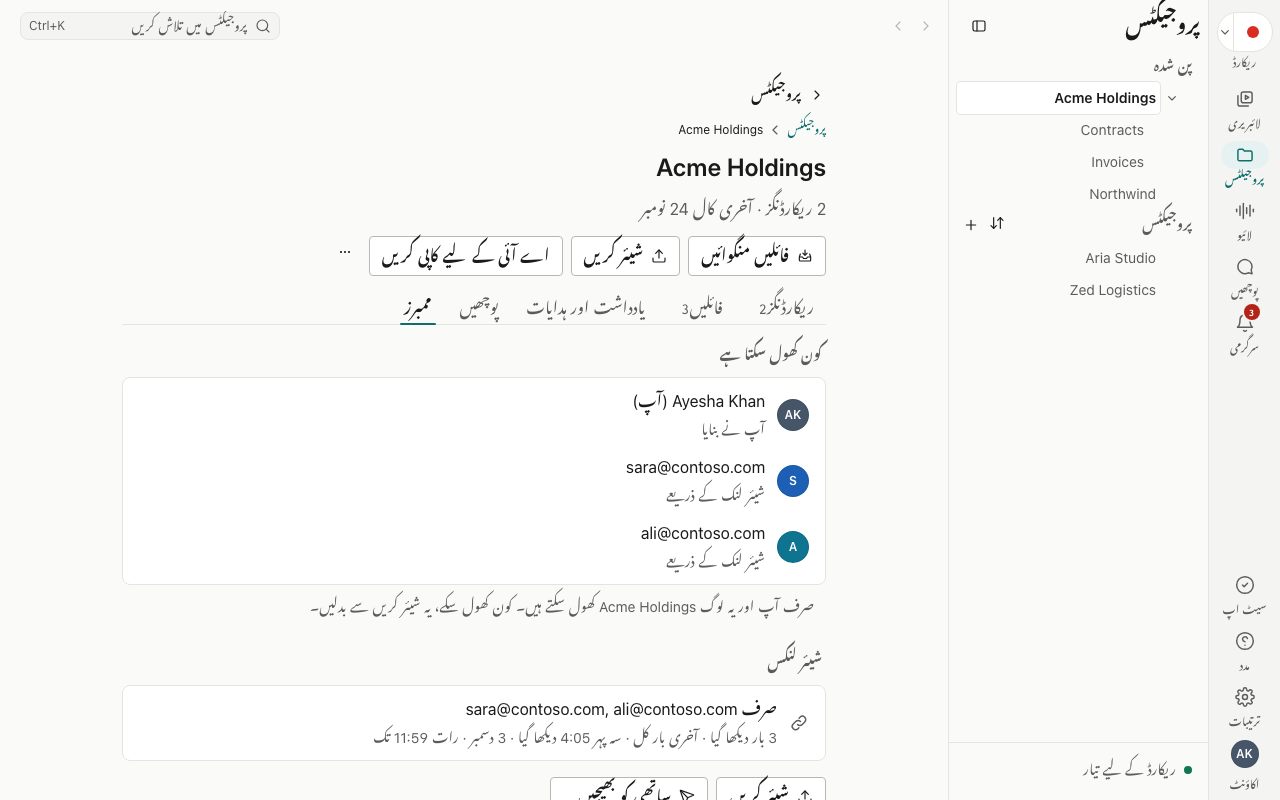 ریکارڈ
لائبریری
پروجیکٹس
لائیو
پوچھیں
3
سرگرمی
سیٹ اپ
مدد
ترتیبات
AK
اکاؤنٹ
پروجیکٹس
پن شدہ
Acme Holdings
Contracts
Invoices
Northwind
پروجیکٹس
Aria Studio
Zed Logistics
ریکارڈ کے لیے تیار
پروجیکٹس میں تلاش کریں Ctrl+K
پروجیکٹس
پروجیکٹس Acme Holdings
Acme Holdings
2 ریکارڈنگز · آخری کال 24 نومبر
فائلیں منگوائیں شیئر کریں اے آئی کے لیے کاپی کریں ...
ریکارڈنگز2 فائلیں3 یادداشت اور ہدایات پوچھیں ممبرز
کون کھول سکتا ہے
Ayesha Khan (آپ)
AK
آپ نے بنایا
sara@contoso.com
S
شیئر لنک کے ذریعے
ali@contoso.com
A
شیئر لنک کے ذریعے
صرف آپ اور یہ لوگ Acme Holdings کھول سکتے ہیں۔ کون کھول سکے، یہ شیئر کریں سے بدلیں۔
شیئر لنکس
صرف sara@contoso.com, ali@contoso.com
3 بار دیکھا گیا · آخری بار کل · سہ پہر 4:05 دیکھا گیا · 3 دسمبر · رات 11:59 تک
شیئر کریں ساتھی کو بھیجیں